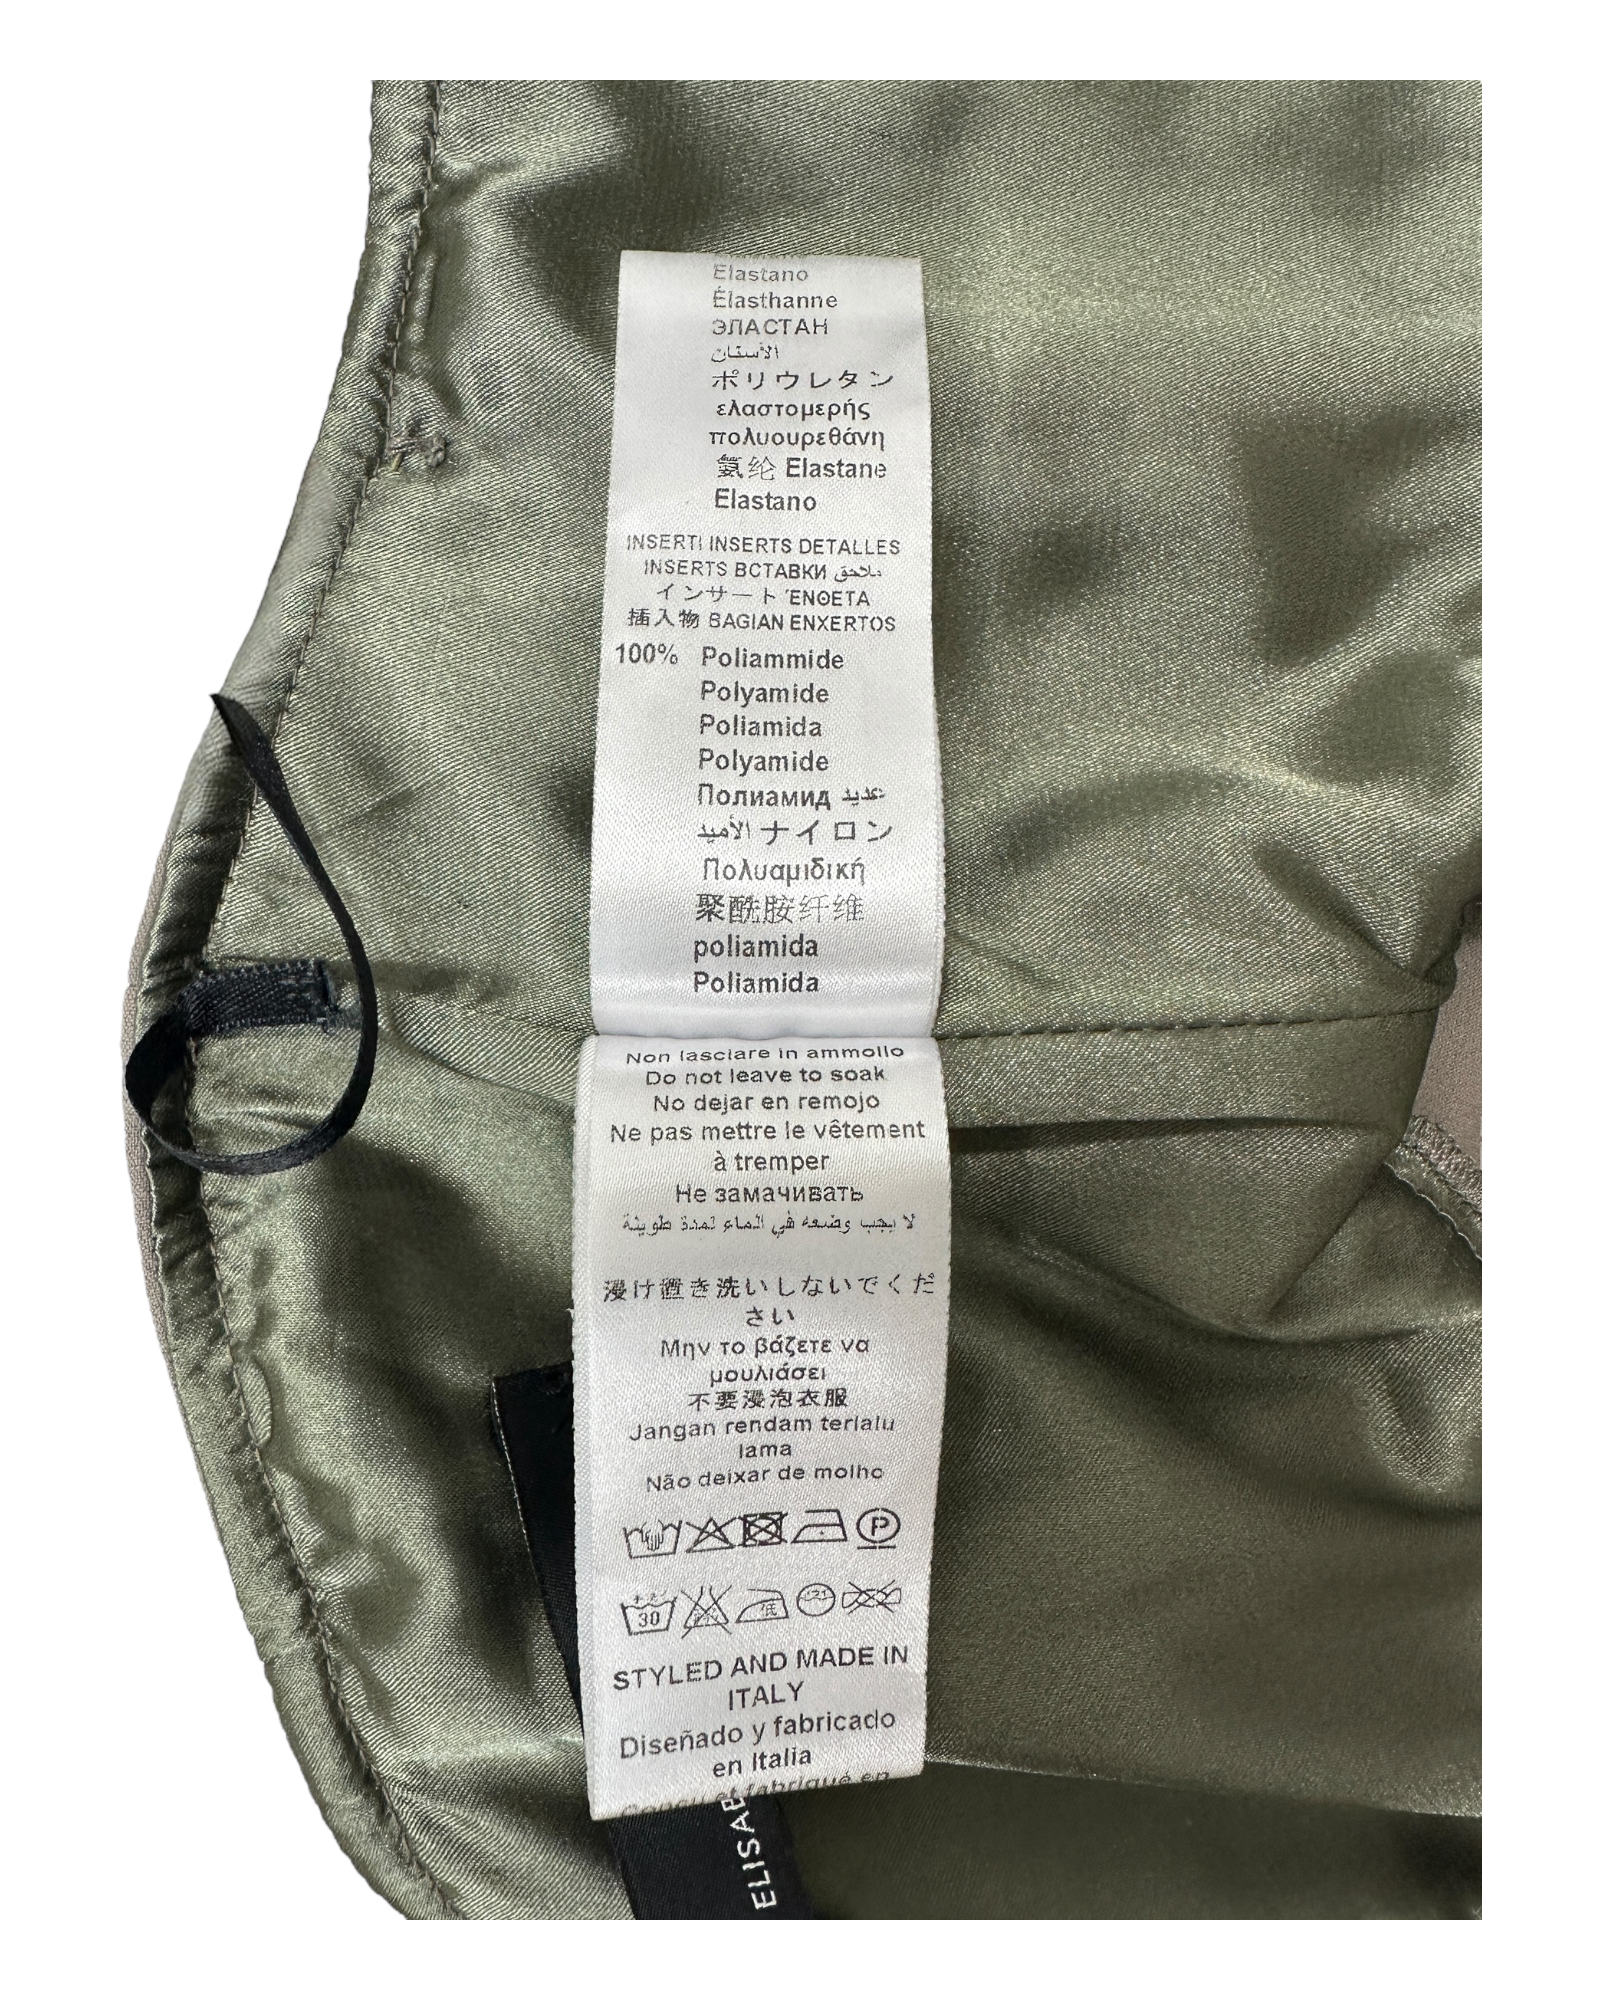 Elastano
Élasthanne
ЭЛАСТАН
الأستان
ポリウレタン
ελαστομερής
πολυουρεθάνη
氨纶 Elastane
Elastano
INSERTI INSERTS DETALLES
INSERTS ВСТАВКИ ملاحق
インサート ΈΝΘΕΤΑ
插入物 BAGIAN ENXERTOS
100% Poliammide
Polyamide
Poliamida
Polyamide
Полиамид عديد
الأميد ナイロン
Πολυαμιδική
聚酰胺纤维
poliamida
Poliamida
Non lasciare in ammollo
Do not leave to soak
No dejar en remojo
Ne pas mettre le vêtement
à tremper
Не замачивать
لا يجب وضعه في الماء لمدة طويلة
浸け置き洗いしないでくだ
さい
Μην το βάζετε να
μουλιάσει
不要浸泡衣服
Jangan rendam terlalu
lama
Não deixar de molho
P
30 低
STYLED AND MADE IN
ITALY
Diseñado y fabricado
en Italia
et fabriqué en
ELISAB